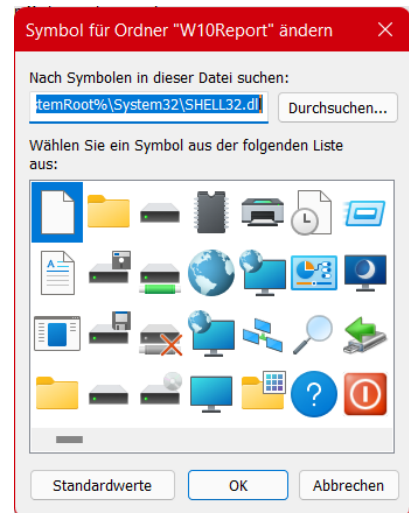 Symbol für Ordner "W10Report" ändern
Nach Symbolen in dieser Datei suchen:
temRoot%\System32\SHELL32.dl
Durchsuchen...
Wählen Sie ein Symbol aus der folgenden Liste
aus:
Standardwerte
OK
Abbrechen